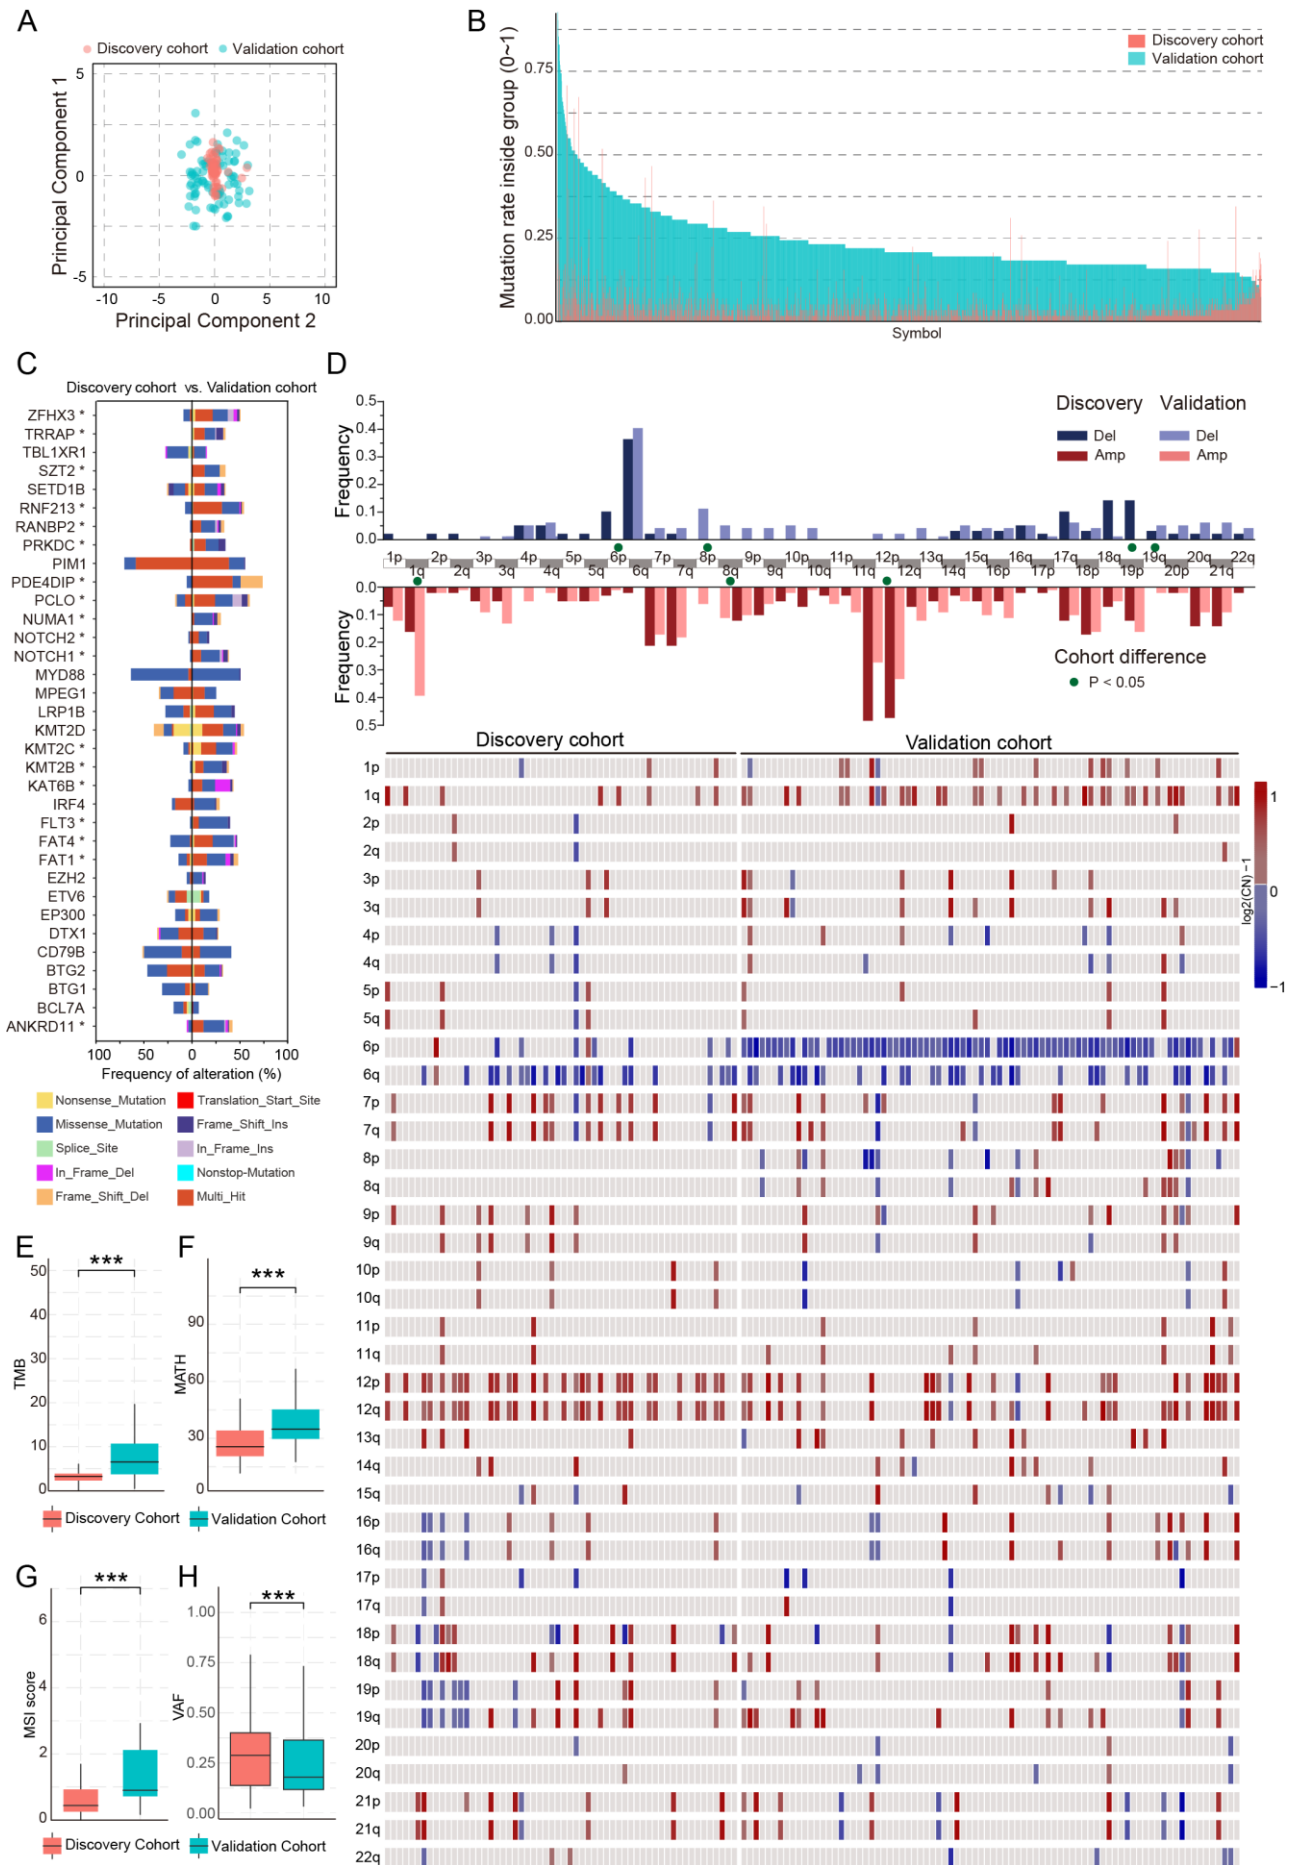 A
Discovery cohort Validation cohort
Principal Component 1
5
0
-5
-10 -5 0 5 10
Principal Component 2
B
Mutation rate inside group (0~1)
Discovery cohort
Validation cohort
0.75
0.50
0.25
0.00
Symbol
C
Discovery cohort vs. Validation cohort
ZFHX3 *
TRRAP *
TBL1XR1
SZT2 *
SETD1B
RNF213 *
RANBP2 *
PRKDC *
PIM1
PDE4DIP *
PCLO *
NUMA1 *
NOTCH2 *
NOTCH1 *
MYD88
MPEG1
LRP1B
KMT2D
KMT2C *
KMT2B *
KAT6B *
IRF4
FLT3 *
FAT4 *
FAT1 *
EZH2
ETV6
EP300
DTX1
CD79B
BTG2
BTG1
BCL7A
ANKRD11 *
100 50 0 50 100
Frequency of alteration (%)
Nonsense_Mutation
Translation_Start_Site
Missense_Mutation
Frame_Shift_Ins
Splice_Site
In_Frame_Ins
In_Frame_Del
Nonstop-Mutation
Frame_Shift_Del
Multi_Hit
D
Frequency
0.5
0.4
0.3
0.2
0.1
0.0
Discovery Validation
Del Del
Amp Amp
1p 2p 3p 4p 5p 6p 7p 8p 9p 10p 11p 12p 13q 15q 16q 17q 18q 19q 20q 22q
1q 2q 3q 4q 5q 6q 7q 8q 9q 10q 11q 12q 14q 16p 17p 18p 19p 20p 21q
Frequency
0.0
0.1
0.2
0.3
0.4
0.5
Cohort difference
P < 0.05
Discovery cohort
Validation cohort
1p
1q
2p
2q
3p
3q
4p
4q
5p
5q
6p
6q
7p
7q
8p
8q
9p
9q
10p
10q
11p
11q
12p
12q
13q
14q
15q
16p
16q
17p
17q
18p
18q
19p
19q
20p
20q
21p
21q
22q
log2(CN) −1
1
0
−1
E
***
TMB
50
40
30
20
10
0
F
***
MATH
90
60
30
0
Discovery Cohort Validation Cohort
G
***
MSI score
6
4
2
0
H
***
VAF
1.00
0.75
0.50
0.25
0.00
Discovery Cohort Validation Cohort